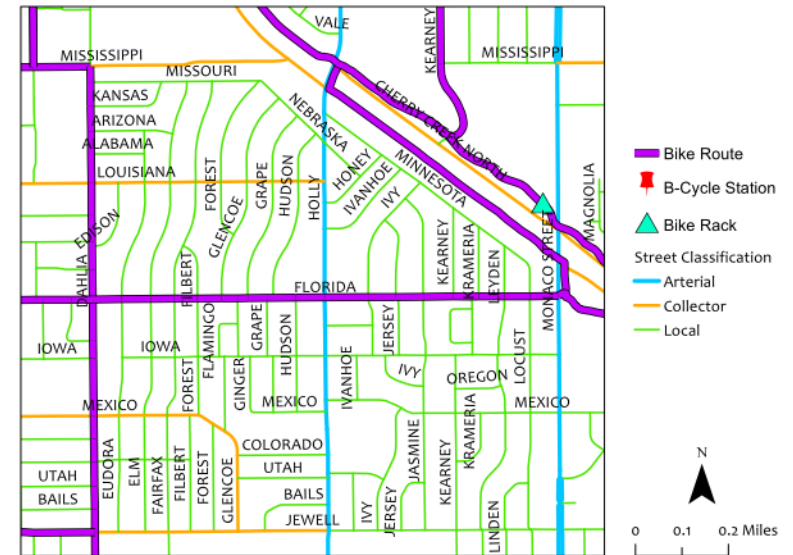 VALE
KEARNEY
MISSISSIPPI
MISSISSIPPI
MISSOURI
KANSAS
CHERRY CREEK NORTH
NEBRASKA
ARIZONA
ALABAMA
LOUISIANA
FOREST
GLENCOE
GRAPE
HUDSON
HOLLY
HONEY
IVANHOE
IVY
MINNESOTA
MAGNOLIA
EDISON
DAHLIA
FILBERT
KEARNEY
KRAMERIA
LEYDEN
MONACO STREET
FLORIDA
IOWA
IOWA
FLAMINGO
GRAPE
HUDSON
JERSEY
LOCUST
FOREST
GINGER
IVANHOE
IVY
OREGON
MEXICO
MEXICO
MEXICO
KRAMERIA
JASMINE
KEARNEY
COLORADO
UTAH
UTAH
BAILS
BAILS
EUDORA
ELM
FAIRFAX
FILBERT
FOREST
GLENCOE
JEWELL
IVY
JERSEY
LINDEN
Bike Route
B-Cycle Station
Bike Rack
Street Classification
Arterial
Collector
Local
N
0 0.1 0.2 Miles